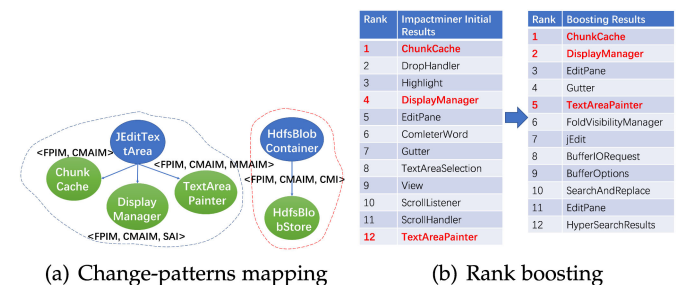 JEditTex
tArea
<FPIM, CMAIM>
<FPIM, CMAIM, MMAIM>
Chunk
Cache
Display
Manager
TextArea
Painter
<FPIM, CMAIM, SAI>
HdfsBlob
Container
<FPIM, CMAIM, CMI>
HdfsBlo
bStore
(a) Change-patterns mapping
Rank Impactminer Initial
Results
1 ChunkCache
2 DropHandler
3 Highlight
4 DisplayManager
5 EditPane
6 ComleterWord
7 Gutter
8 TextAreaSelection
9 View
10 ScrollListener
11 ScrollHandler
12 TextAreaPainter
Rank Boosting Results
1 ChunkCache
2 DisplayManager
3 EditPane
4 Gutter
5 TextAreaPainter
6 FoldVisibilityManager
7 jEdit
8 BufferIORequest
9 BufferOptions
10 SearchAndReplace
11 EditPane
12 HyperSearchResults
(b) Rank boosting